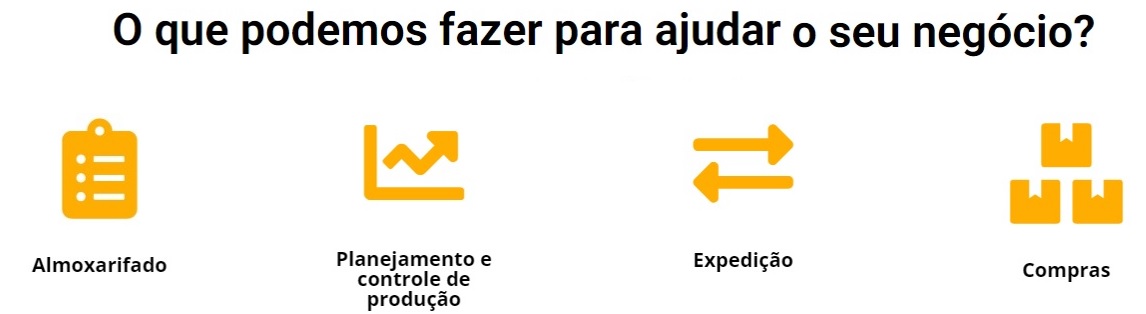 O que podemos fazer para ajudar o seu negócio?
Almoxarifado
Planejamento e
controle de
produção
Expedição
Compras